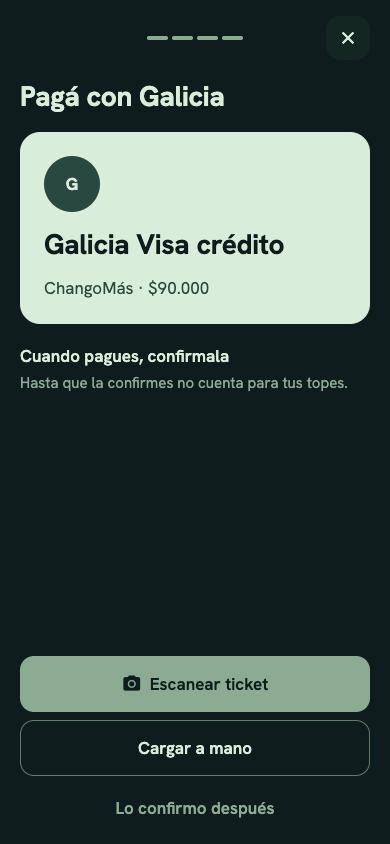 Pagá con Galicia
G
Galicia Visa crédito
ChangoMás · $90.000
Cuando pagues, confirmala
Hasta que la confirmes no cuenta para tus topes.
Escanear ticket
Cargar a mano
Lo confirmo después